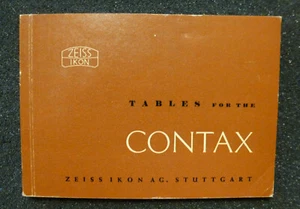 ZEISS
IKON
TABLES FOR THE
CONTAX
ZEISS IKON AG. STUTTGART